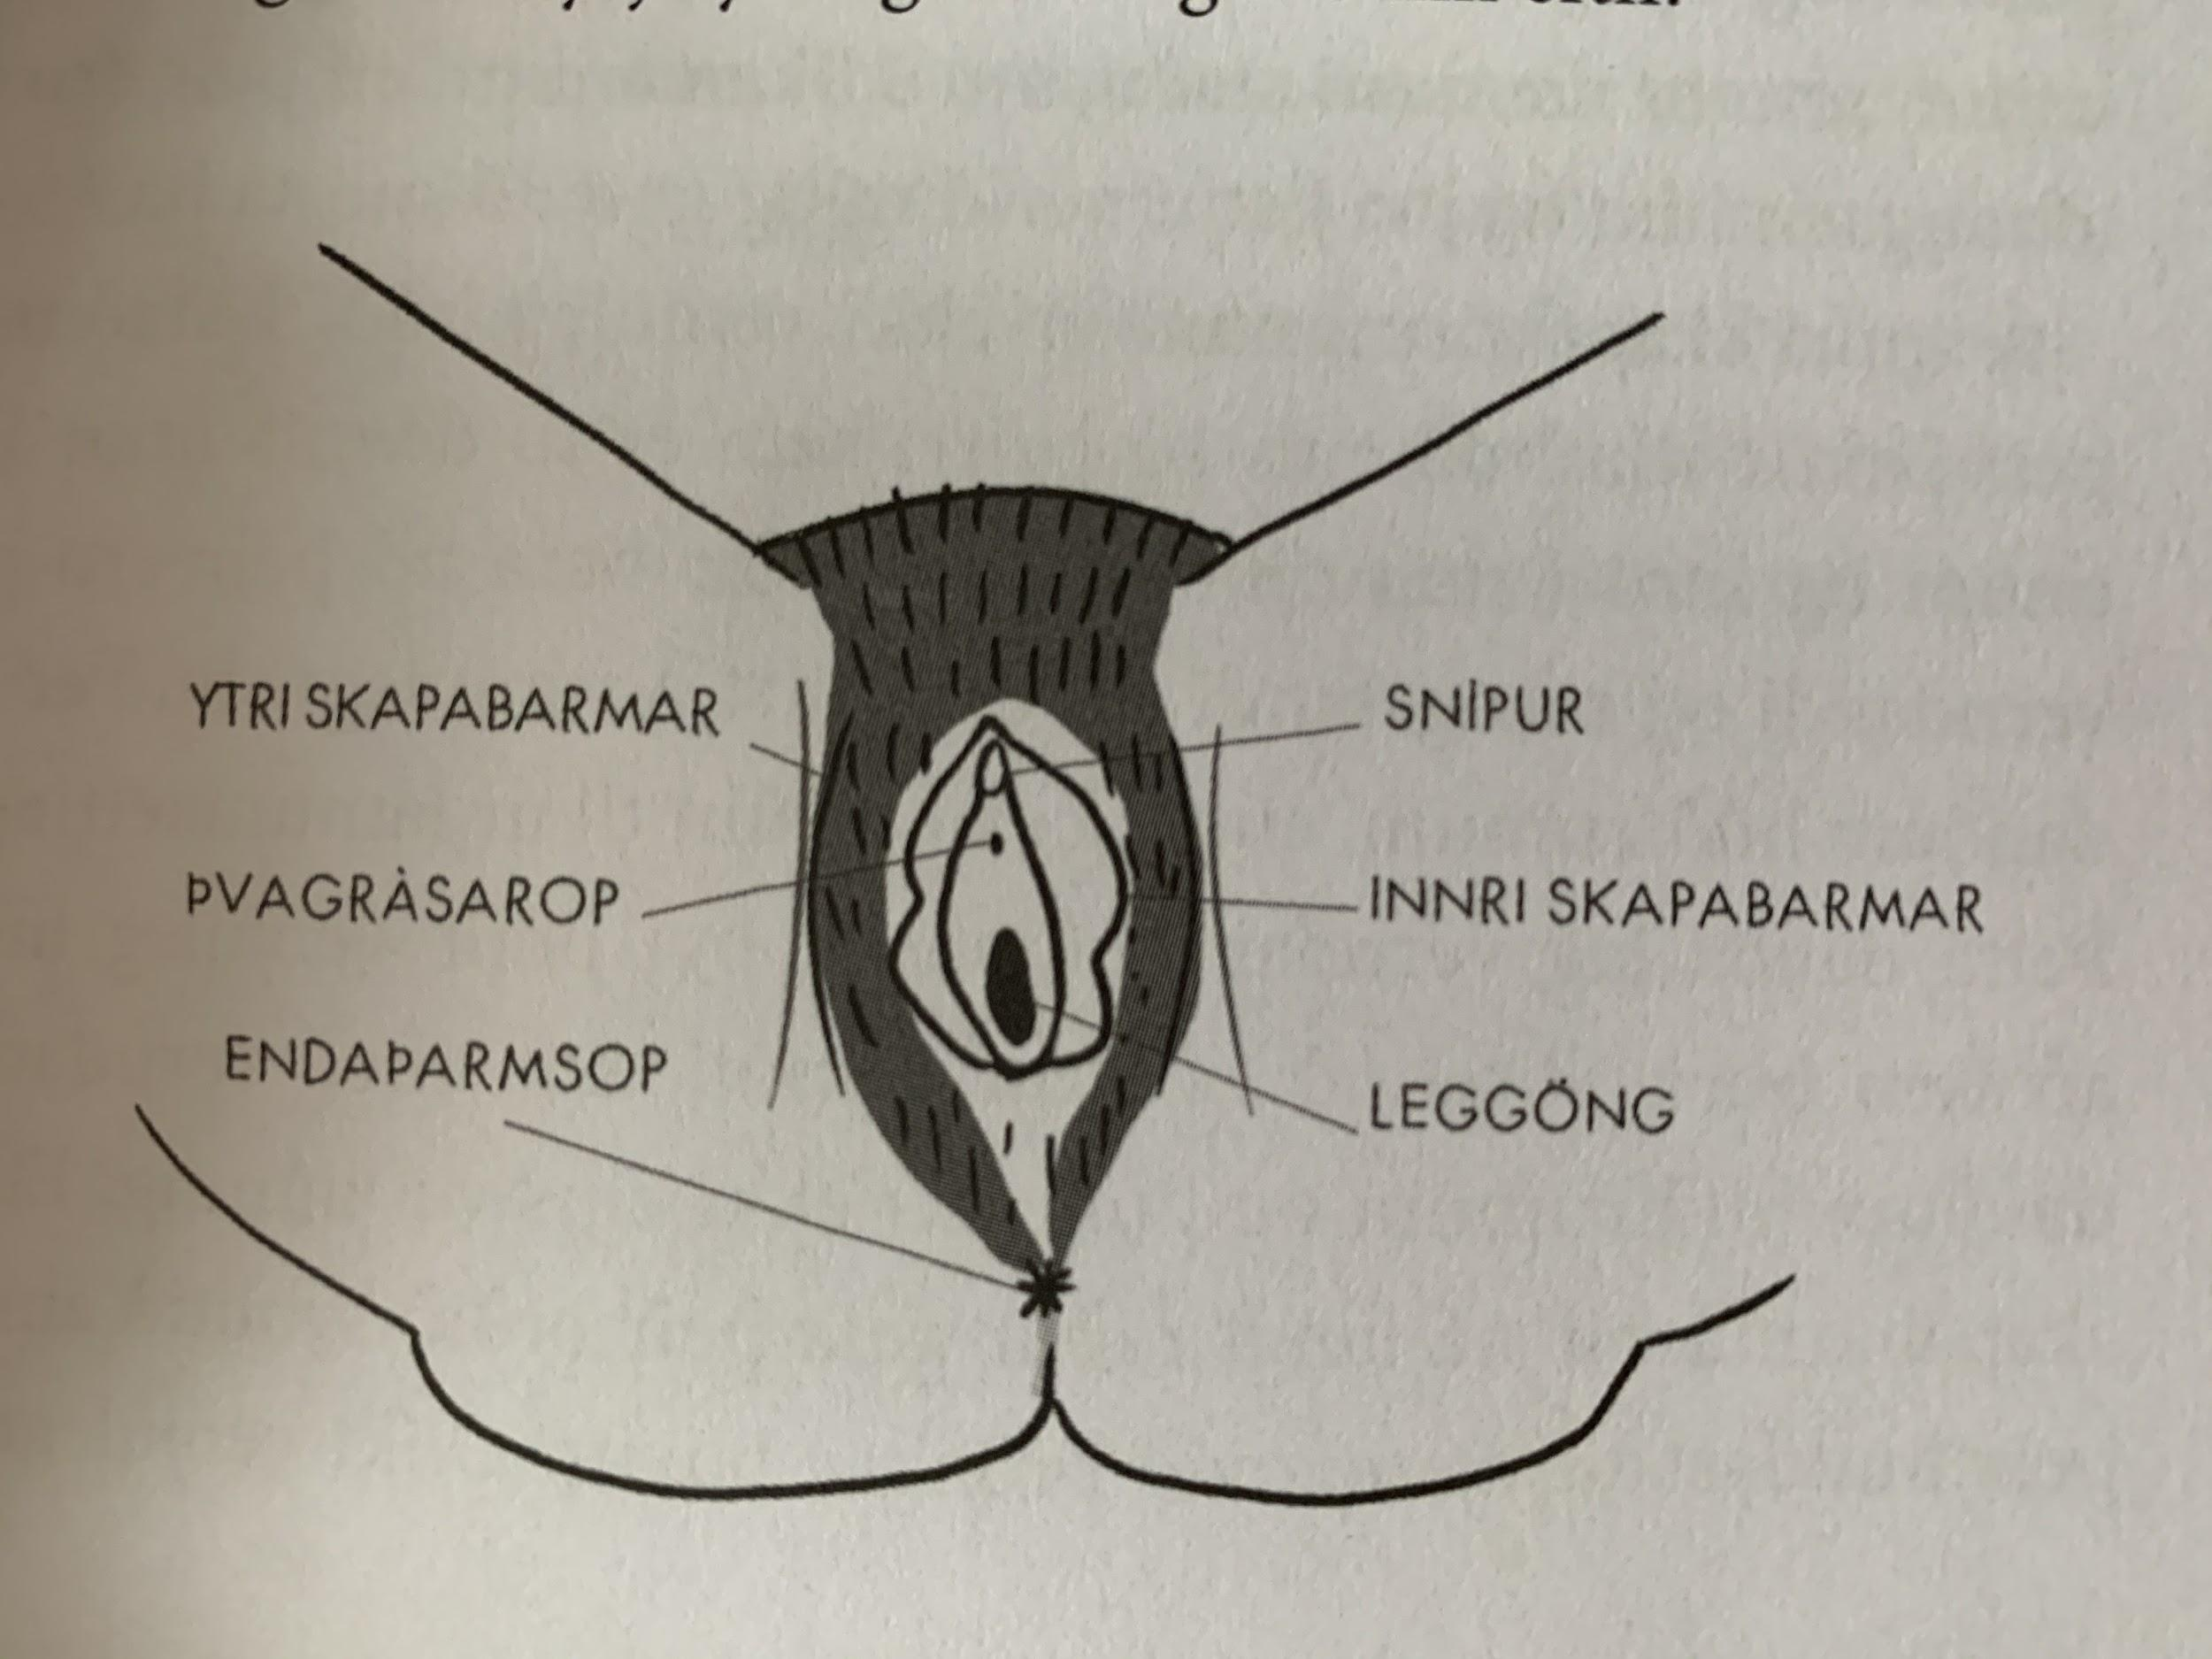 YTRI SKAPABARMAR
SNÍPUR
ÞVAGRÁSAROP
INNRI SKAPABARMAR
ENDAÞARMSOP
LEGGÖNG